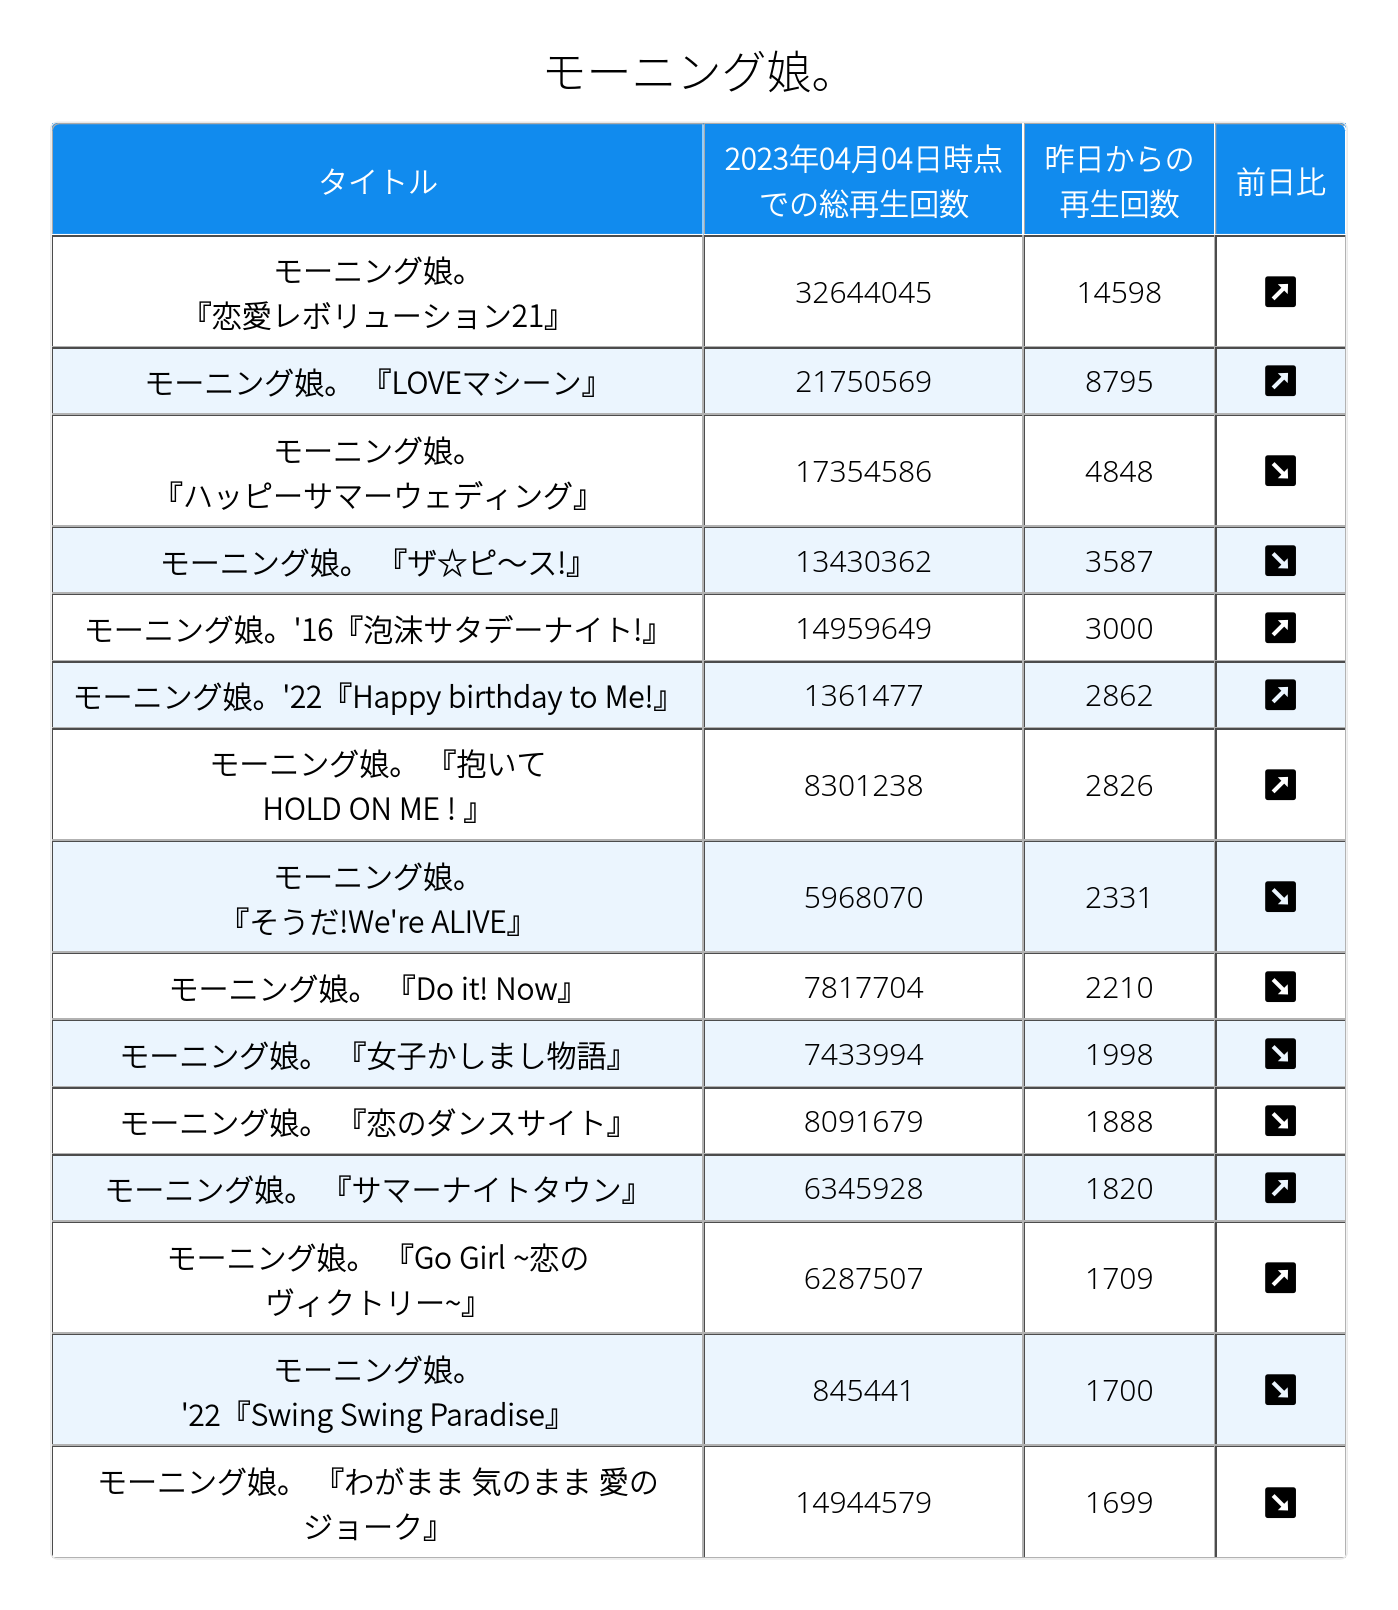 モーニング娘。
タイトル
2023年04月04日時点
での総再生回数
昨日からの
再生回数
前日比
モーニング娘。
『恋愛レボリューション21』
32644045
14598
モーニング娘。 『LOVEマシーン』
21750569
8795
モーニング娘。
『ハッピーサマーウェディング』
17354586
4848
モーニング娘。 『ザ☆ピ〜ス!』
13430362
3587
モーニング娘。'16『泡沫サタデーナイト!』
14959649
3000
モーニング娘。'22『Happy birthday to Me!』
1361477
2862
モーニング娘。 『抱いて
HOLD ON ME ! 』
8301238
2826
モーニング娘。
『そうだ!We're ALIVE』
5968070
2331
モーニング娘。 『Do it! Now』
7817704
2210
モーニング娘。 『女子かしまし物語』
7433994
1998
モーニング娘。 『恋のダンスサイト』
8091679
1888
モーニング娘。 『サマーナイトタウン』
6345928
1820
モーニング娘。 『Go Girl ~恋の
ヴィクトリー~』
6287507
1709
モーニング娘。
'22『Swing Swing Paradise』
845441
1700
モーニング娘。 『わがまま 気のまま 愛の
ジョーク』
14944579
1699